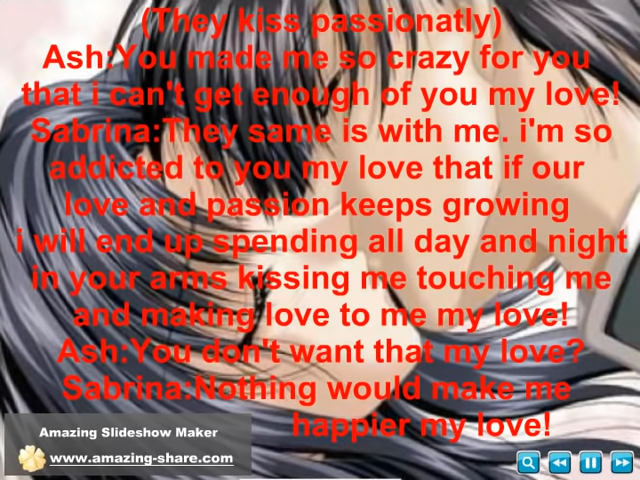 (They kiss passionatly)
Ash:You made me so crazy for you
that i can't get enough of you my love!
Sabrina:They same is with me. i'm so
addicted to you my love that if our
love and passion keeps growing
i will end up spending all day and night
in your arms kissing me touching me
and making love to me my love!
Ash:You don't want that my love?
Sabrina:Nothing would make me
happier my love!
Amazing Slideshow Maker
www.amazing-share.com